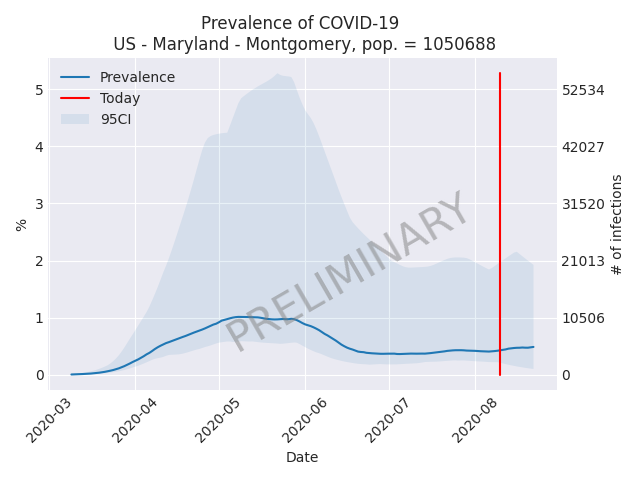 Prevalence of COVID-19
US - Maryland - Montgomery, pop. = 1050688
Prevalence
Today
95CI
5
4
3
2
1
0
%
52534
42027
31520
21013
10506
0
# of infections
PRELIMINARY
2020-03
2020-04
2020-05
2020-06
2020-07
2020-08
Date